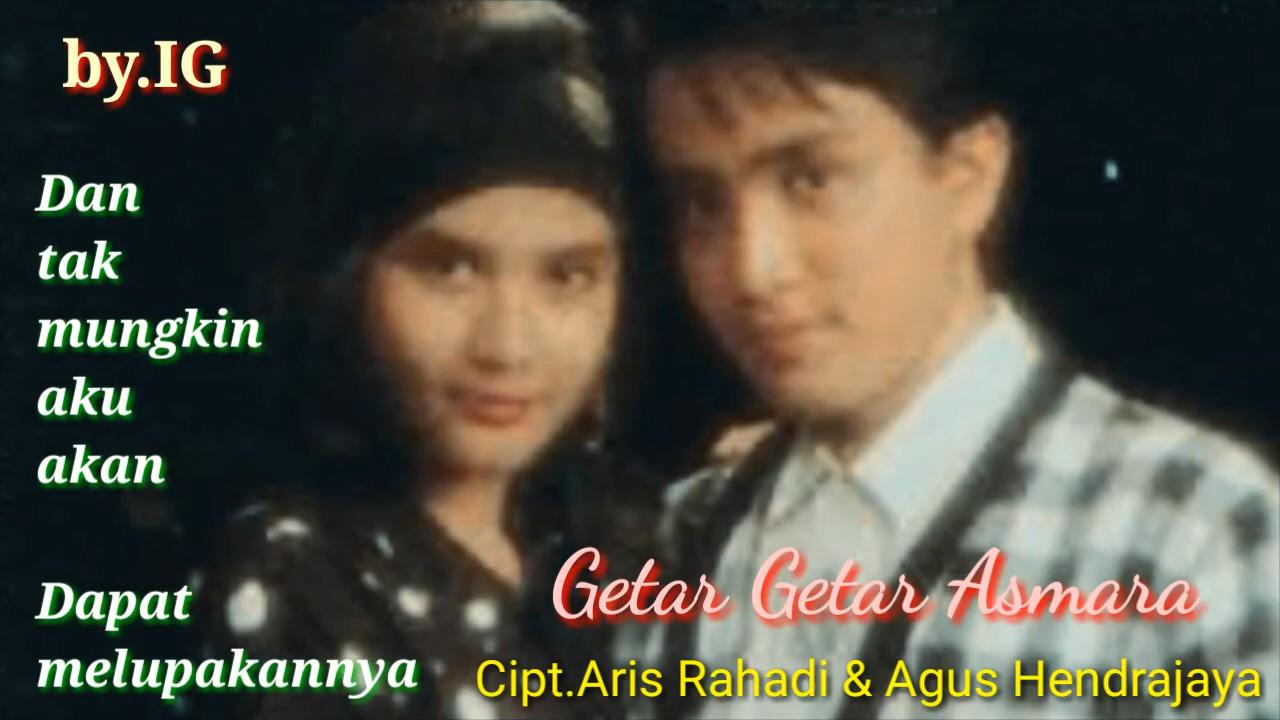 by.IG
Dan
tak
mungkin
aku
akan
Dapat
melupakannya
Getar Getar Asmara
Cipt.Aris Rahadi & Agus Hendrajaya